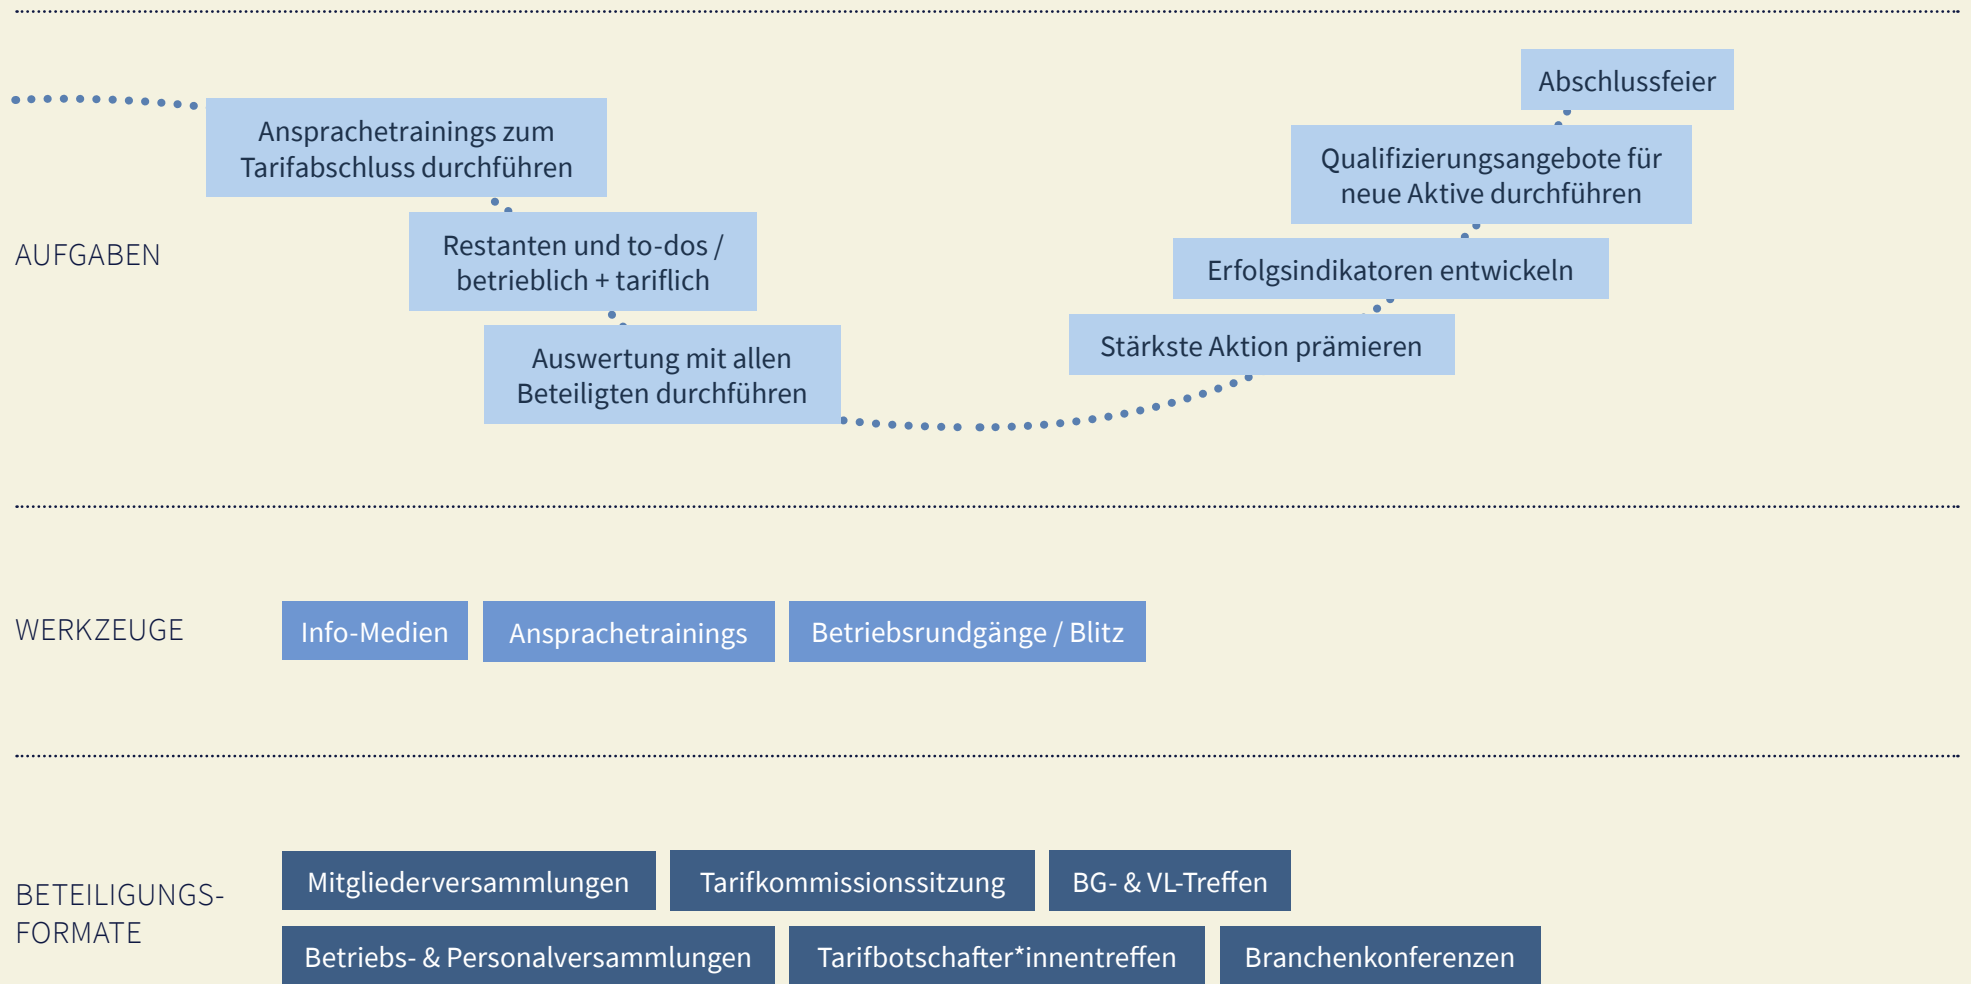 AUFGABEN
Ansprachetrainings zum
Tarifabschluss durchführen
Restanten und to-dos /
betrieblich + tariflich
Auswertung mit allen
Beteiligten durchführen
Stärkste Aktion prämieren
Erfolgsindikatoren entwickeln
Qualifizierungsangebote für
neue Aktive durchführen
Abschlussfeier
WERKZEUGE
Info-Medien
Ansprachetrainings
Betriebsrundgänge / Blitz
BETEILIGUNGS-
FORMATE
Mitgliederversammlungen
Tarifkommissionssitzung
BG- & VL-Treffen
Betriebs- & Personalversammlungen
Tarifbotschafter*innentreffen
Branchenkonferenzen